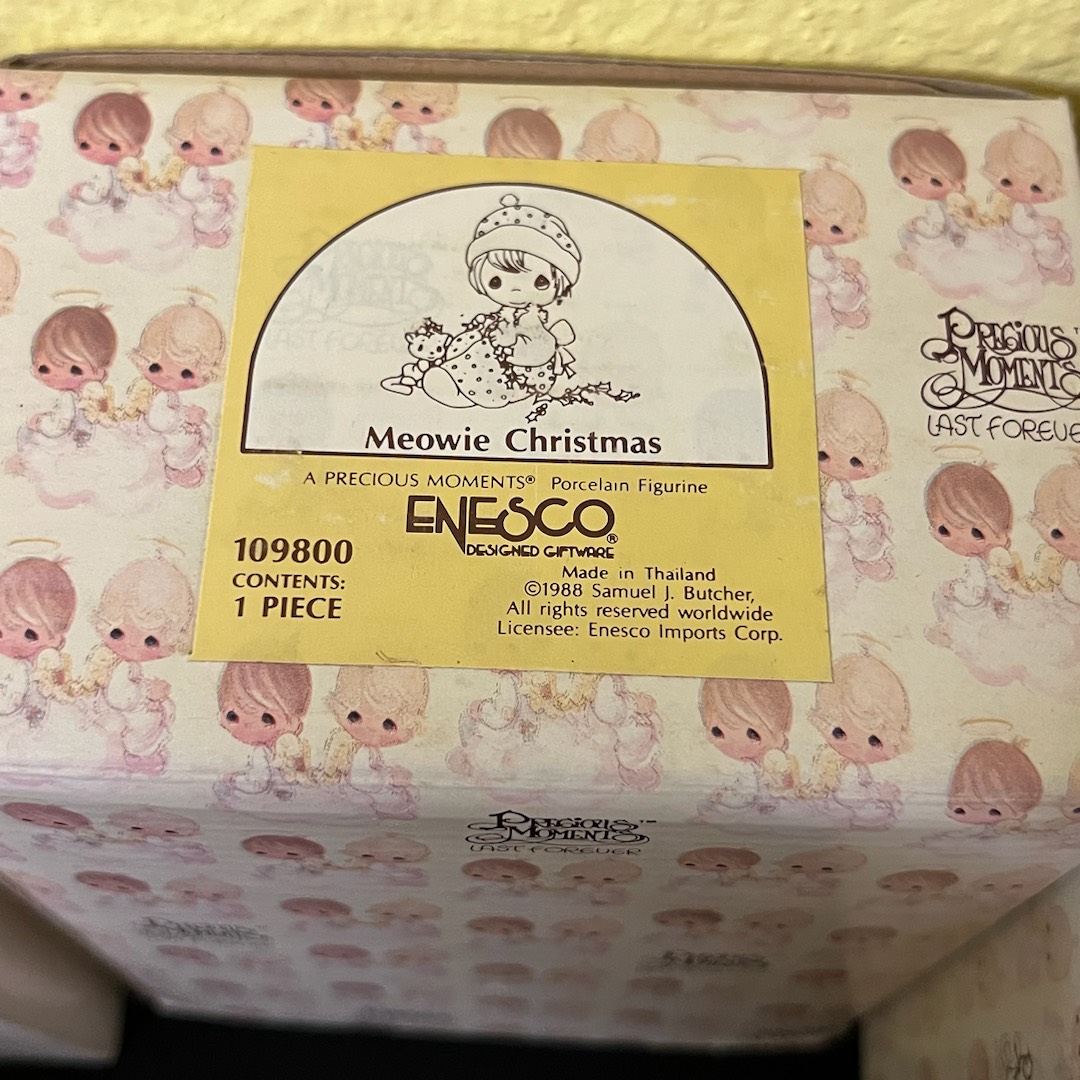 Meowie Christmas
A PRECIOUS MOMENTS® Porcelain Figurine
ENESCO®
DESIGNED GIFTWARE
109800
CONTENTS:
1 PIECE
Made in Thailand
©1988 Samuel J. Butcher,
All rights reserved worldwide
Licensee: Enesco Imports Corp.
PRECIOUS
MOMENTS
LAST FOREVE
PRECIOUS
MOMENTS™
LAST FOREVER